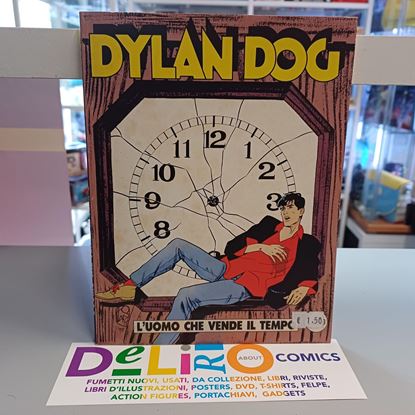 DYLAN DOG
12
11
1
10
2
9
3
8
L'UOMO CHE VENDE IL TEMPO
€ 1.50
DeLiRiO ABOUT COMICS
FUMETTI NUOVI, USATI, DA COLLEZIONE, LIBRI, RIVISTE,
LIBRI D'ILLUSTRAZIONI, POSTERS, DVD, T-SHIRTS, FELPE,
ACTION FIGURES, PORTACHIAVI, GADGETS